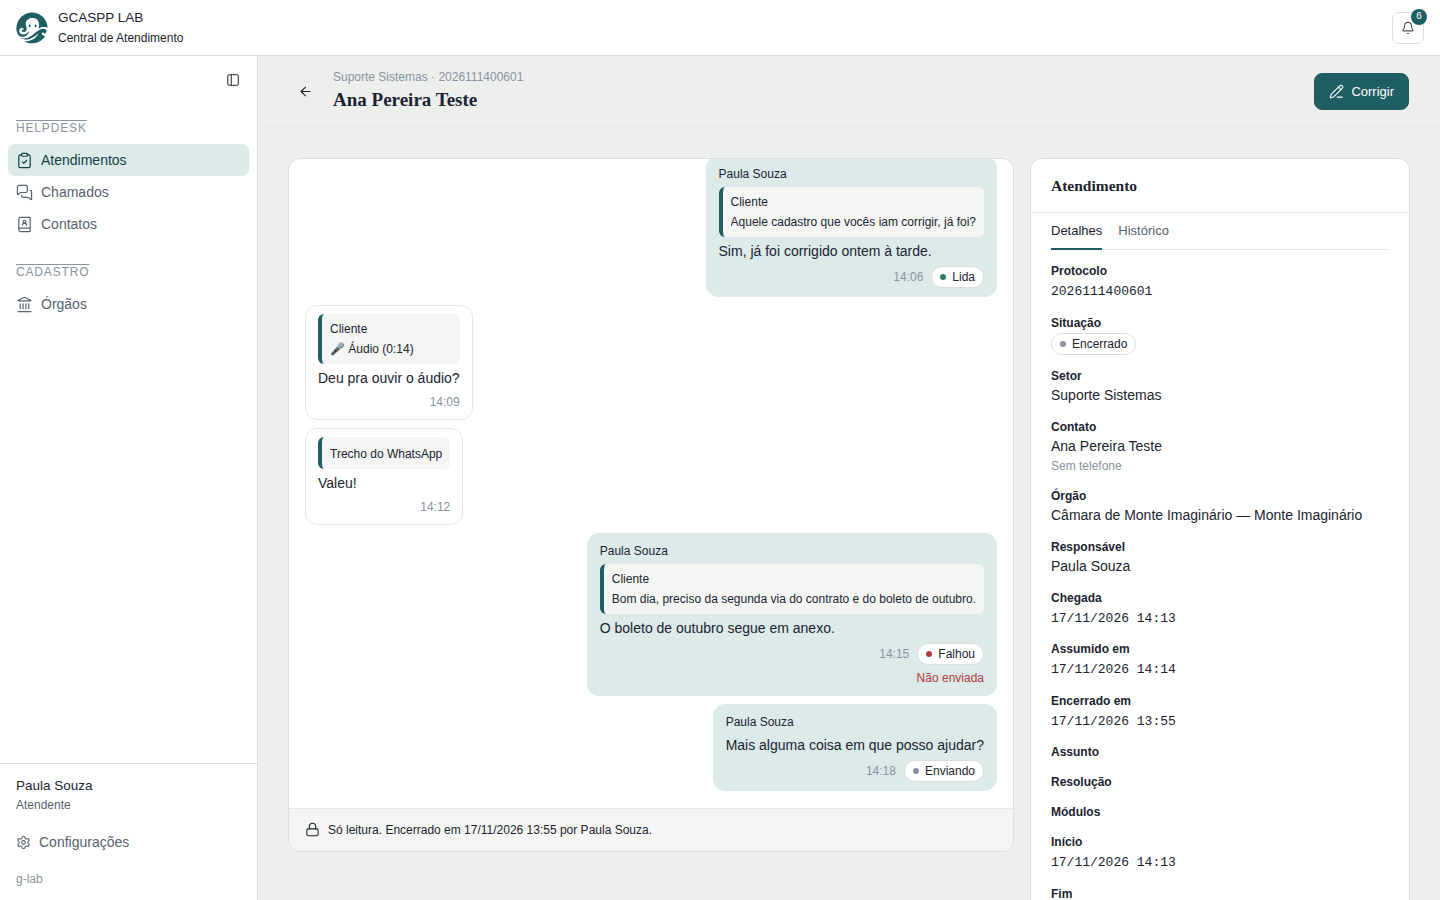 GCASPP LAB
Central de Atendimento
6
HELPDESK
Atendimentos
Chamados
Contatos
CADASTRO
Órgãos
Paula Souza
Atendente
Configurações
g-lab
Suporte Sistemas · 2026111400601
Ana Pereira Teste
Corrigir
Paula Souza
Cliente
Aquele cadastro que vocês iam corrigir, já foi?
Sim, já foi corrigido ontem à tarde.
14:06 Lida
Cliente
🎤 Áudio (0:14)
Deu pra ouvir o áudio?
14:09
Trecho do WhatsApp
Valeu!
14:12
Paula Souza
Cliente
Bom dia, preciso da segunda via do contrato e do boleto de outubro.
O boleto de outubro segue em anexo.
14:15 Falhou
Não enviada
Paula Souza
Mais alguma coisa em que posso ajudar?
14:18 Enviando
Só leitura. Encerrado em 17/11/2026 13:55 por Paula Souza.
Atendimento
Detalhes Histórico
Protocolo
2026111400601
Situação
Encerrado
Setor
Suporte Sistemas
Contato
Ana Pereira Teste
Sem telefone
Órgão
Câmara de Monte Imaginário — Monte Imaginário
Responsável
Paula Souza
Chegada
17/11/2026 14:13
Assumido em
17/11/2026 14:14
Encerrado em
17/11/2026 13:55
Assunto
Resolução
Módulos
Início
17/11/2026 14:13
Fim